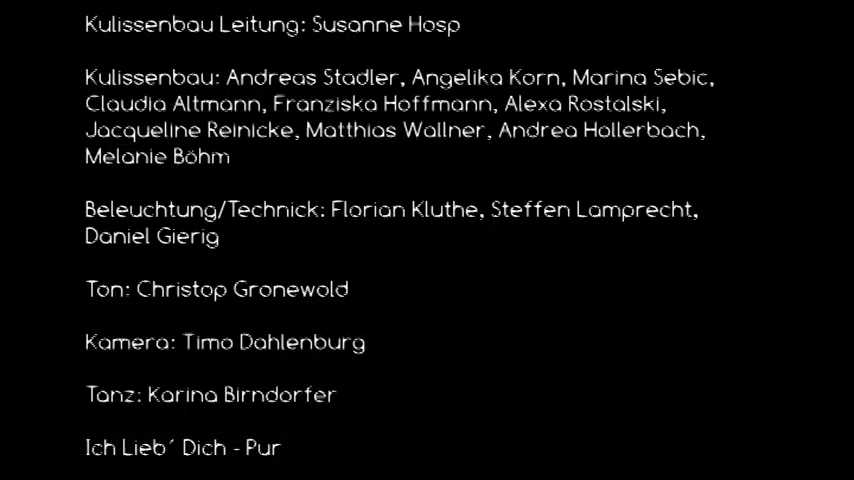 Kulissenbau Leitung: Susanne Hosp
Kulissenbau: Andreas Stadler, Angelika Korn, Marina Sebic,
Claudia Altmann, Franziska Hoffmann, Alexa Rostalski,
Jacqueline Reinicke, Matthias Wallner, Andrea Hollerbach,
Melanie Böhm
Beleuchtung/Technick: Florian Kluthe, Steffen Lamprecht,
Daniel Gierig
Ton: Christop Gronewold
Kamera: Timo Dahlenburg
Tanz: Karina Birndorfer
Ich Lieb´ Dich - Pur